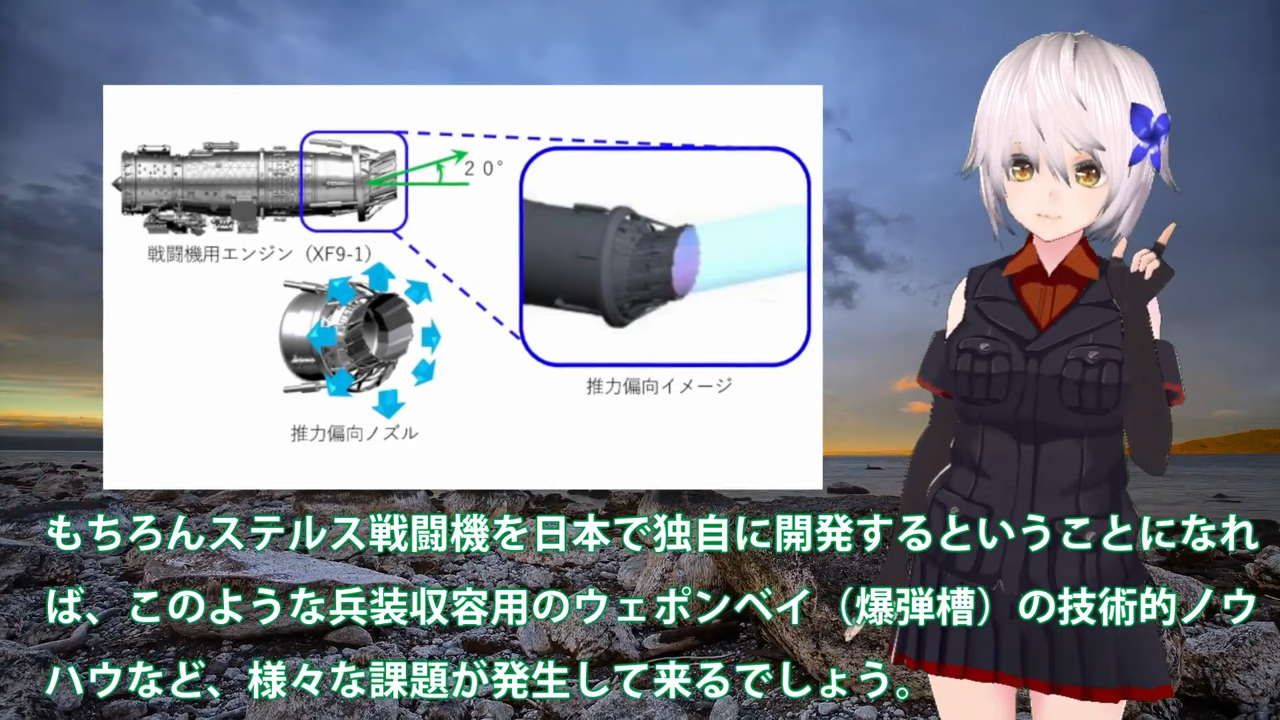 20°
戦闘機用エンジン（XF9-1）
推力偏向イメージ
推力偏向ノズル
もちろんステルス戦闘機を日本で独自に開発するということになれ
ば、このような兵装収容用のウェポンベイ（爆弾槽）の技術的ノウ
ハウなど、様々な課題が発生して来るでしょう。